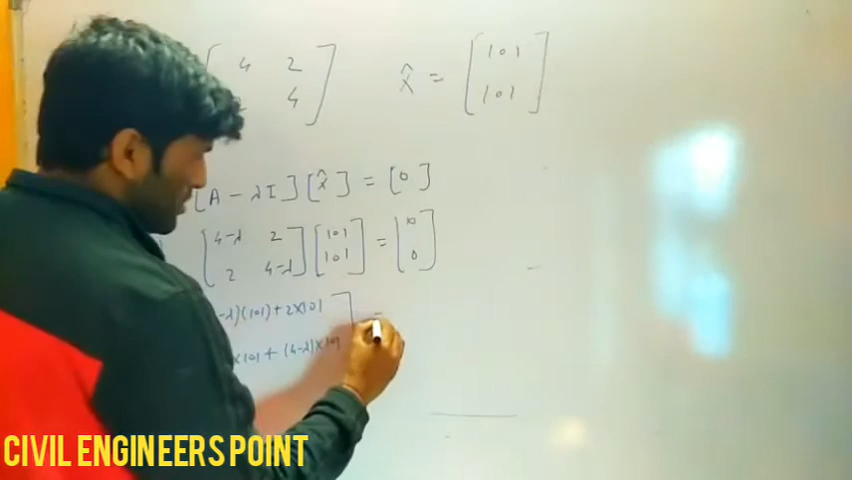 [ 4 2
4 ]
X̂ = [ 101
101 ]
[A - λI] [X̂] = [0]
[ 4-λ 2
2 4-λ ] [ 101
101 ] = [ 0
0 ]
-λ)(101) + 2×101 ] =
×101 + (4-λ)×101
CIVIL ENGINEERS POINT